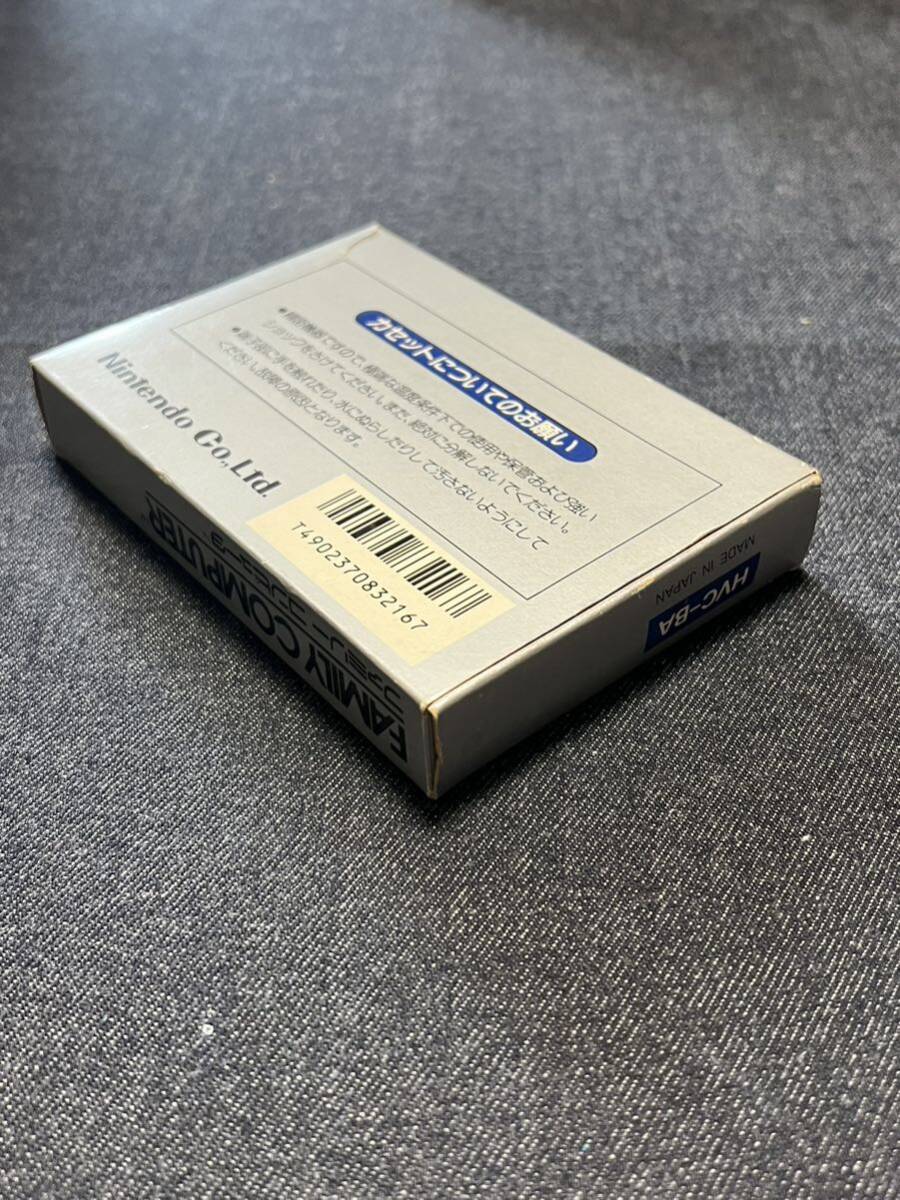 カセットについてのお願い
●精密機器ですので、極端な温度条件下での使用や保管および強い
ショックをさけてください。また、絶対に分解しないでください。
●端子部に手を触れたり、水にぬらしたりして汚さないようにして
ください。故障の原因となります。
Nintendo Co.,Ltd.
T4902370832167
FAMILY COMPUTER
ファミリーコンピュータ
HVC-BA
MADE IN JAPAN